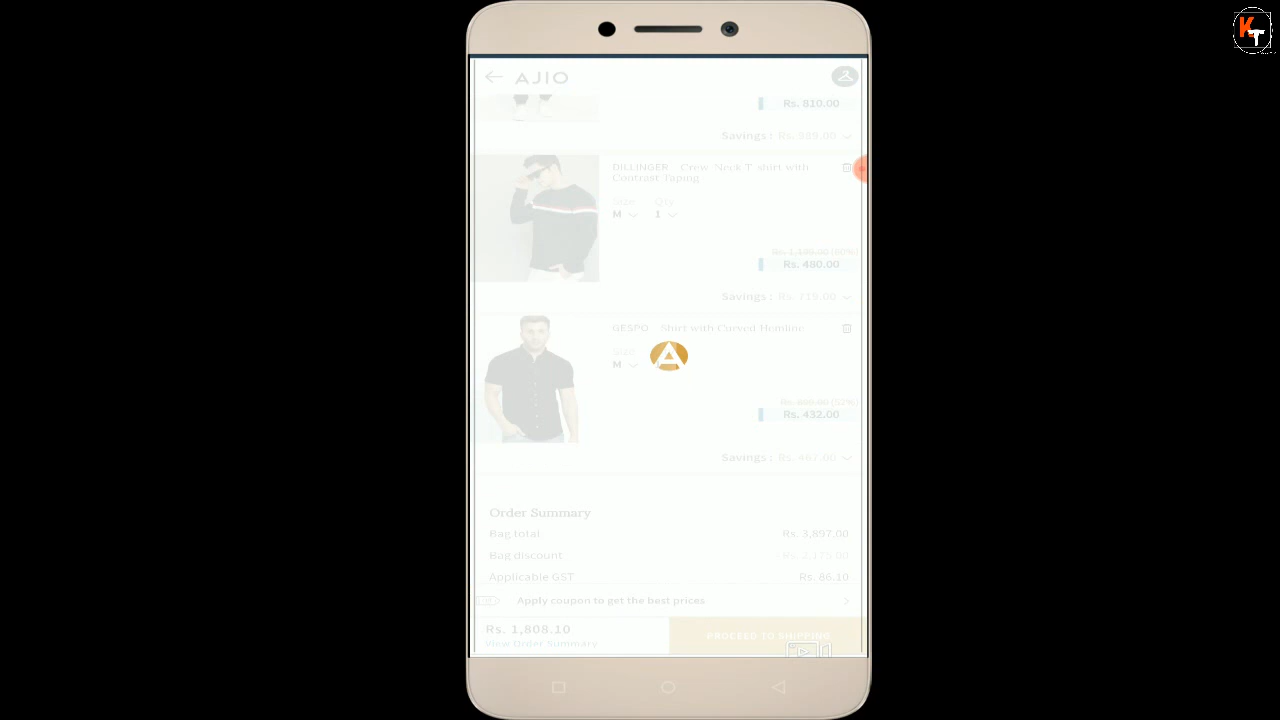 KT
AJIO
Rs. 810.00
Savings : Rs. 989.00
DILLINGER Crew-Neck T-shirt with
Contrast Taping
Size Qty
M 1
Rs. 1,199.00 (60%)
Rs. 480.00
Savings : Rs. 719.00
GESPO Shirt with Curved Hemline
Size
M
A
Rs. 899.00 (52%)
Rs. 432.00
Savings : Rs. 467.00
Order Summary
Bag total Rs. 3,897.00
Bag discount -Rs. 2,175.00
Applicable GST Rs. 86.10
Apply coupon to get the best prices
Rs. 1,808.10
View Order Summary
PROCEED TO SHIPPING